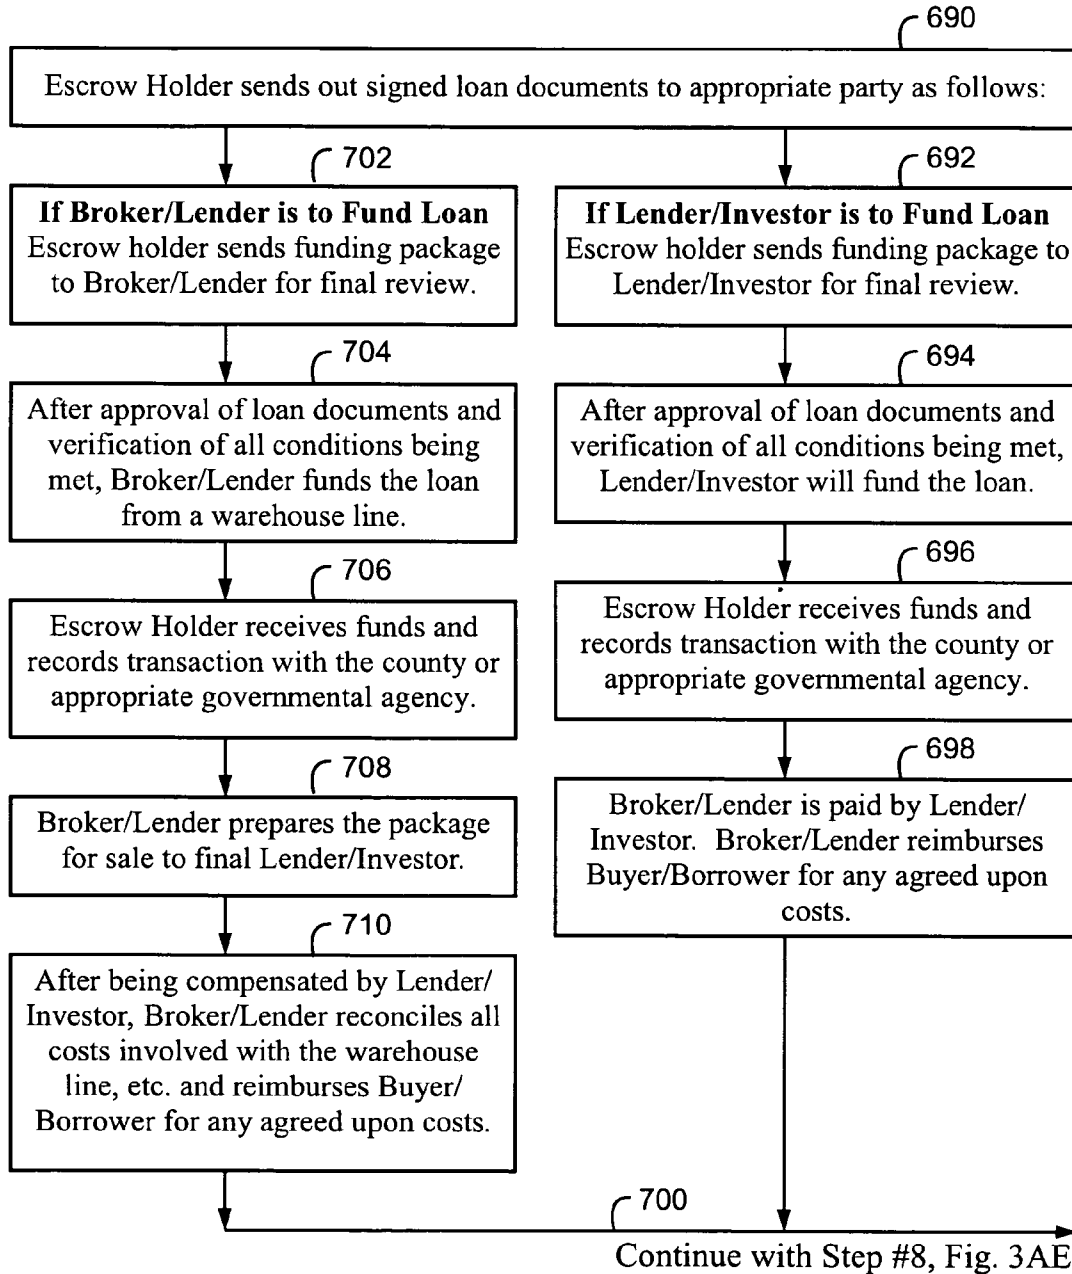 690
Escrow Holder sends out signed loan documents to appropriate party as follows:
702
If Broker/Lender is to Fund Loan
Escrow holder sends funding package
to Broker/Lender for final review.
704
After approval of loan documents and
verification of all conditions being
met, Broker/Lender funds the loan
from a warehouse line.
706
Escrow Holder receives funds and
records transaction with the county or
appropriate governmental agency.
708
Broker/Lender prepares the package
for sale to final Lender/Investor.
710
After being compensated by Lender/
Investor, Broker/Lender reconciles all
costs involved with the warehouse
line, etc. and reimburses Buyer/
Borrower for any agreed upon costs.
692
If Lender/Investor is to Fund Loan
Escrow holder sends funding package to
Lender/Investor for final review.
694
After approval of loan documents and
verification of all conditions being met,
Lender/Investor will fund the loan.
696
Escrow Holder receives funds and
records transaction with the county or
appropriate governmental agency.
698
Broker/Lender is paid by Lender/
Investor.  Broker/Lender reimburses
Buyer/Borrower for any agreed upon
costs.
700
Continue with Step #8, Fig. 3AE